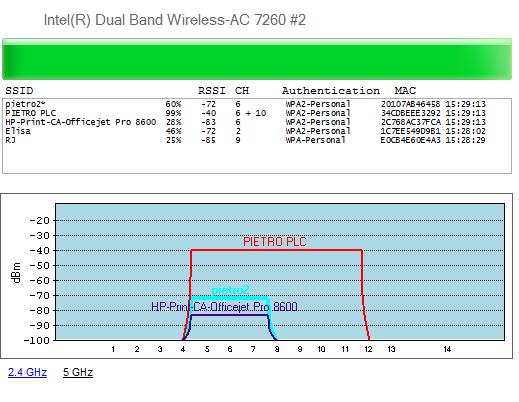 Intel(R) Dual Band Wireless-AC 7260 #2
SSID RSSI CH Authentication MAC
pietro2* 60% -72 6 WPA2-Personal 20107AB46458 15:29:13
PIETRO PLC 99% -40 6 + 10 WPA2-Personal 34CDBEEE3292 15:29:13
HP-Print-CA-Officejet Pro 8600 28% -83 6 WPA2-Personal 2C768AC37FCA 15:29:13
Elisa 46% -72 2 WPA2-Personal 1C7EE549D9B1 15:28:02
RJ 25% -85 9 WPA-Personal E0CB4E60E4A3 15:28:29
-20
-30
-40
-50
-60
-70
-80
-90
-100
dBm
PIETRO PLC
pietro2
HP-Print-CA-Officejet Pro 8600
1 2 3 4 5 6 7 8 9 10 11 12 13 14
2.4 GHz 5 GHz